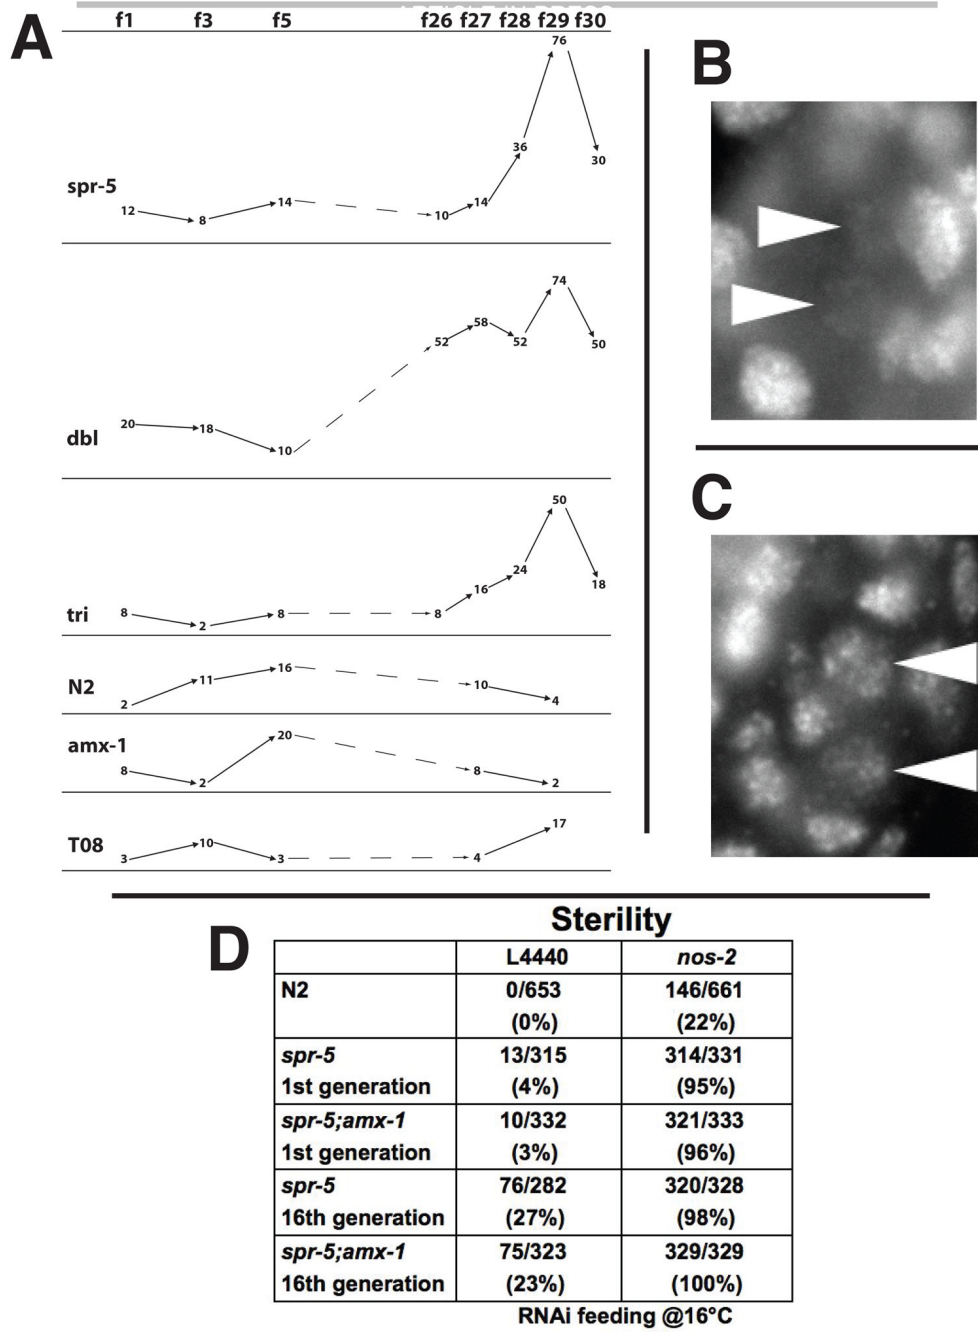 ARTICLE IN PRESS
A
f1 f3 f5 f26 f27 f28 f29 f30
spr-5
12 8 14 10 14 36 76 30
dbl
20 18 10 52 58 52 74 50
tri
8 2 8 8 16 24 50 18
N2
2 11 16 10 4
amx-1
8 2 20 8 2
T08
3 10 3 4 17
B
C
D
Sterility
L4440 nos-2
N2 0/653 146/661
(0%) (22%)
spr-5 13/315 314/331
1st generation (4%) (95%)
spr-5;amx-1 10/332 321/333
1st generation (3%) (96%)
spr-5 76/282 320/328
16th generation (27%) (98%)
spr-5;amx-1 75/323 329/329
16th generation (23%) (100%)
RNAi feeding @16°C